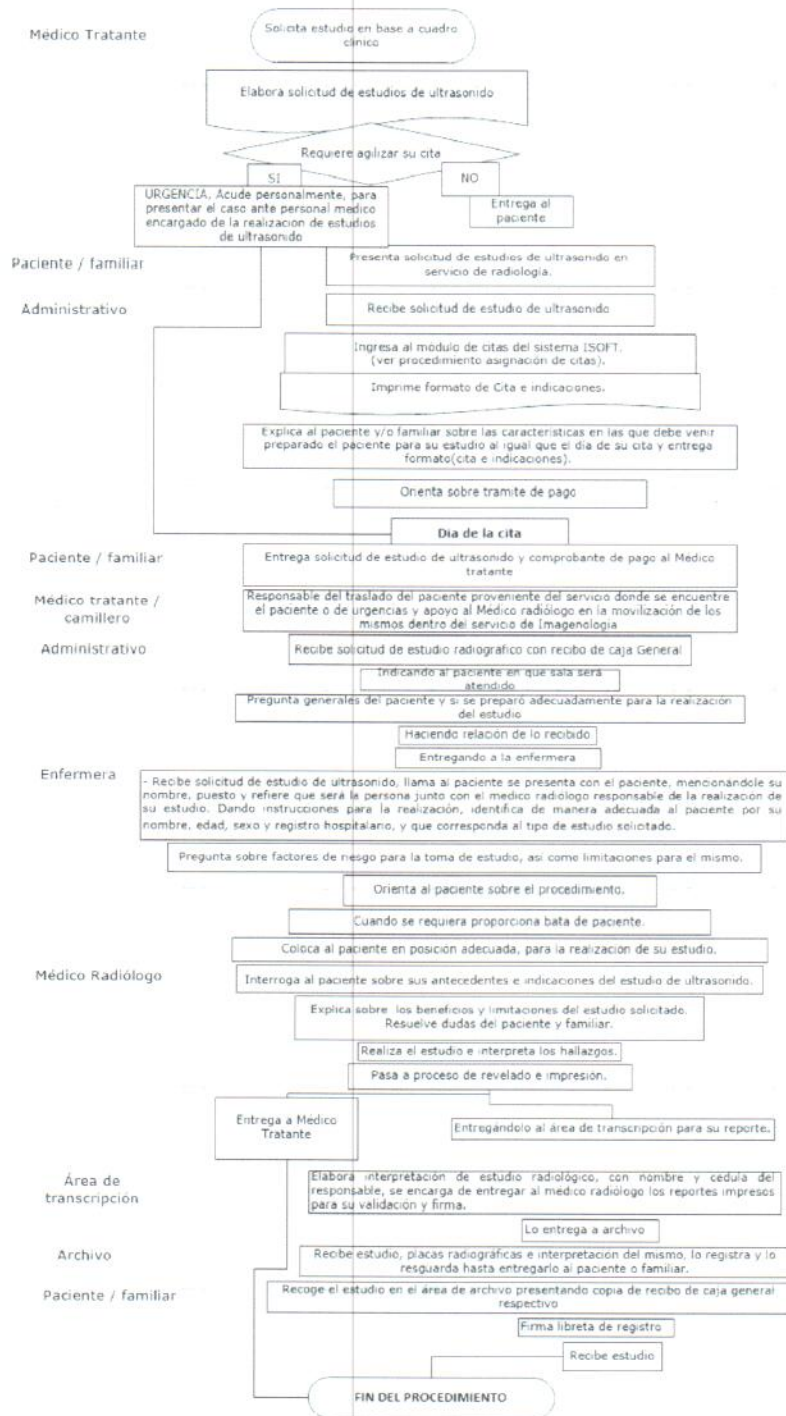 Médico Tratante
Solicita estudio en base a cuadro
clínico
Elabora solicitud de estudios de ultrasonido
Requiere agilizar su cita
SI
NO
URGENCIA, Acude personalmente, para
presentar el caso ante personal medico
encargado de la realización de estudios
de ultrasonido
Entrega al
paciente
Paciente / familiar
Presenta solicitud de estudios de ultrasonido en
servicio de radiología.
Administrativo
Recibe solicitud de estudio de ultrasonido
Ingresa al módulo de citas del sistema ISOFT.
(ver procedimiento asignación de citas).
Imprime formato de Cita e indicaciones.
Explica al paciente y/o familiar sobre las características en las que debe venir
preparado el paciente para su estudio al igual que el día de su cita y entrega
formato(cita e indicaciones).
Orienta sobre tramite de pago
Dia de la cita
Paciente / familiar
Entrega solicitud de estudio de ultrasonido y comprobante de pago al Médico
tratante
Médico tratante /
camillero
Responsable del traslado del paciente proveniente del servicio donde se encuentre
el paciente o de urgencias y apoyo al Médico radiólogo en la movilización de los
mismos dentro del servicio de Imagenología
Administrativo
Recibe solicitud de estudio radiográfico con recibo de caja General
Indicando al paciente en que sala será
atendido
Pregunta generales del paciente y si se preparó adecuadamente para la realización
del estudio
Haciendo relación de lo recibido
Entregando a la enfermera
Enfermera
- Recibe solicitud de estudio de ultrasonido, llama al paciente se presenta con el paciente, mencionándole su
nombre, puesto y refiere que será la persona junto con el medico radiólogo responsable de la realización de
su estudio. Dando instrucciones para la realización, identifica de manera adecuada al paciente por su
nombre, edad, sexo y registro hospitalario, y que corresponda al tipo de estudio solicitado.
Pregunta sobre factores de riesgo para la toma de estudio, así como limitaciones para el mismo.
Orienta al paciente sobre el procedimiento.
Cuando se requiera proporciona bata de paciente.
Coloca al paciente en posición adecuada, para la realización de su estudio.
Médico Radiólogo
Interroga al paciente sobre sus antecedentes e indicaciones del estudio de ultrasonido.
Explica sobre los beneficios y limitaciones del estudio solicitado.
Resuelve dudas del paciente y familiar.
Realiza el estudio e interpreta los hallazgos.
Pasa a proceso de revelado e impresión.
Entrega a Médico
Tratante
Entregándolo al área de transcripción para su reporte.
Área de
transcripción
Elabora interpretación de estudio radiológico, con nombre y cedula del
responsable, se encarga de entregar al médico radiólogo los reportes impresos
para su validación y firma.
Lo entrega a archivo
Archivo
Recibe estudio, placas radiográficas e interpretación del mismo, lo registra y lo
resguarda hasta entregarlo al paciente o familiar.
Paciente / familiar
Recoge el estudio en el área de archivo presentando copia de recibo de caja general
respectivo
Firma libreta de registro
Recibe estudio
FIN DEL PROCEDIMIENTO